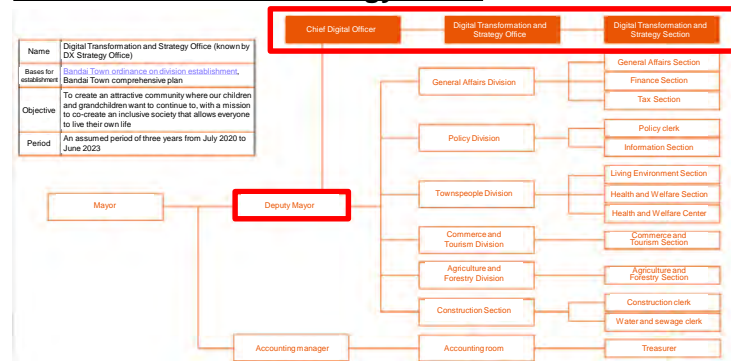 Chief Digital Officer
Digital Transformation and
Strategy Office
Digital Transformation and
Strategy Section
Name
Digital Transformation and Strategy Office (known by
DX Strategy Office)
Bases for
establishment
Bandai Town ordinance on division establishment,
Bandai Town comprehensive plan
Objective
To create an attractive community where our children
and grandchildren want to continue to, with a mission
to co-create an inclusive society that allows everyone
to live their own life
Period
An assumed period of three years from July 2020 to
June 2023
General Affairs Division
General Affairs Section
Finance Section
Tax Section
Policy Division
Policy clerk
Information Section
Mayor
Deputy Mayor
Townspeople Division
Living Environment Section
Health and Welfare Section
Health and Welfare Center
Commerce and
Tourism Division
Commerce and
Tourism Section
Agriculture and
Forestry Division
Agriculture and
Forestry Section
Construction Section
Construction clerk
Water and sewage clerk
Accounting manager
Accounting room
Treasurer